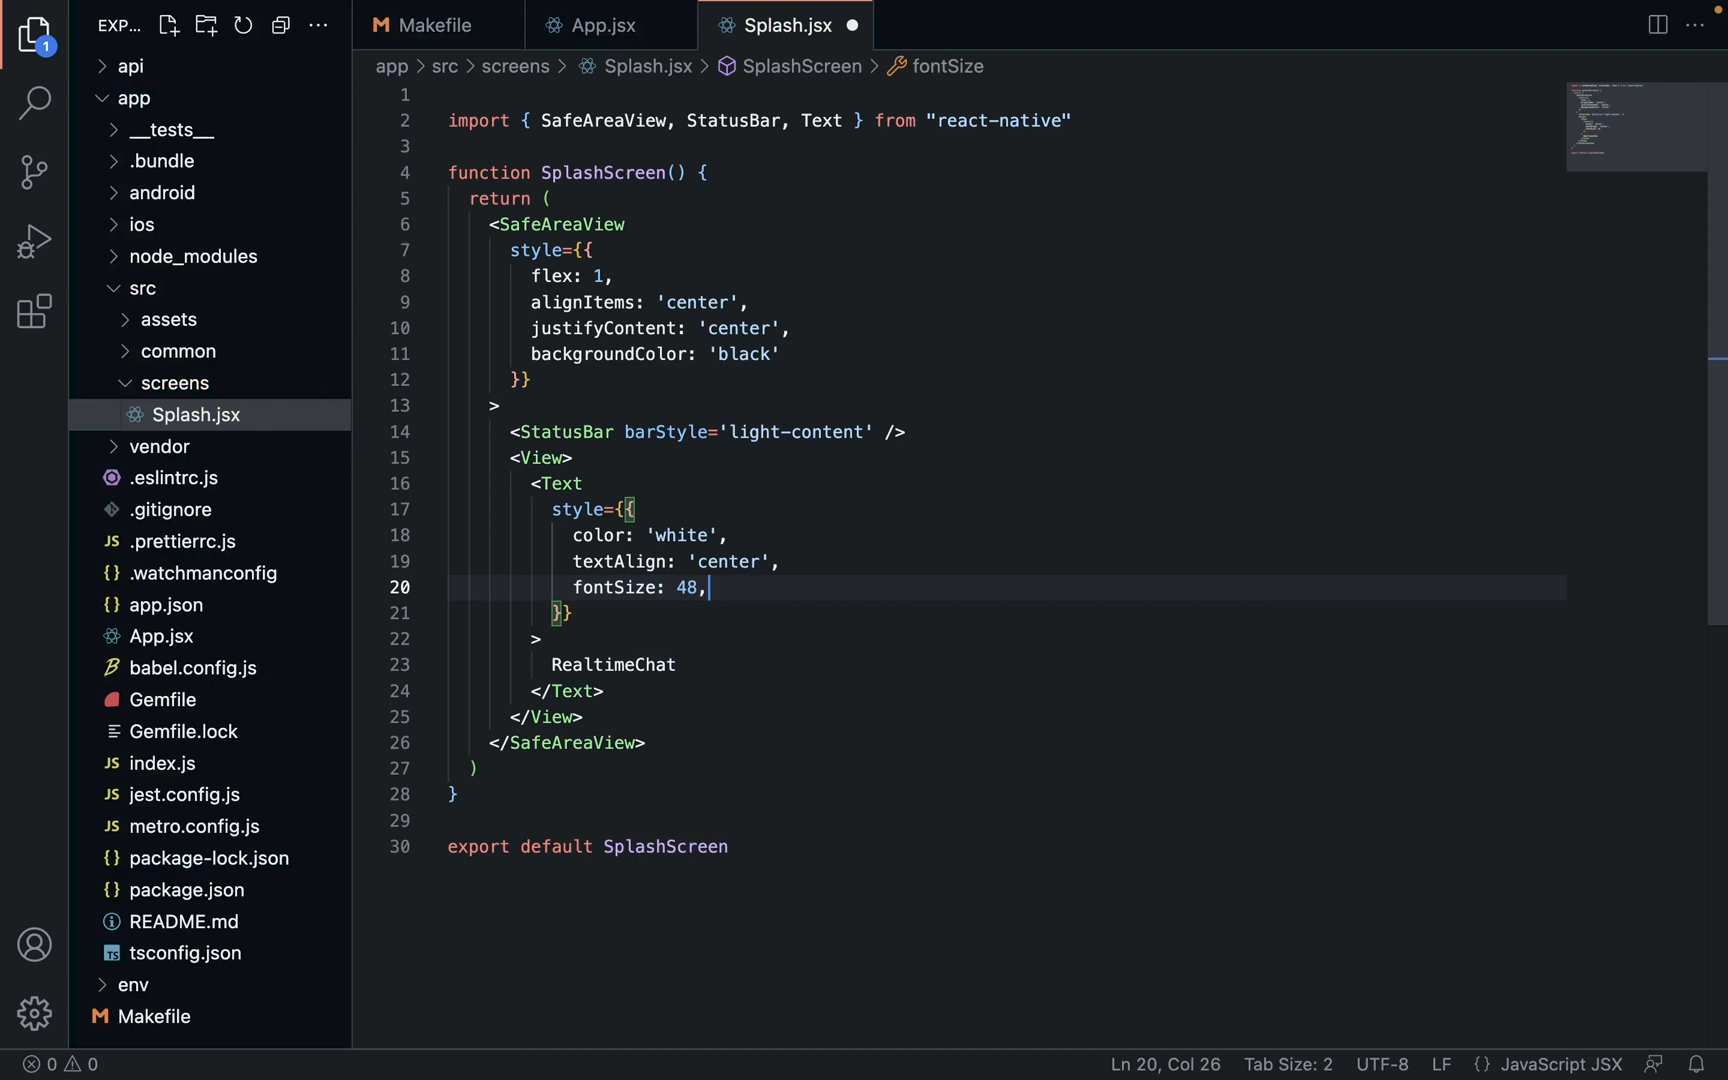 EXP...
Makefile
App.jsx
Splash.jsx
1
app > src > screens > Splash.jsx > SplashScreen > fontSize
api
app
__tests__
.bundle
android
ios
node_modules
src
assets
common
screens
Splash.jsx
vendor
.eslintrc.js
.gitignore
.prettierrc.js
.watchmanconfig
app.json
App.jsx
babel.config.js
Gemfile
Gemfile.lock
index.js
jest.config.js
metro.config.js
package-lock.json
package.json
README.md
tsconfig.json
env
Makefile
1
2 import { SafeAreaView, StatusBar, Text } from "react-native"
3
4 function SplashScreen() {
5 return (
6 <SafeAreaView
7 style={{
8 flex: 1,
9 alignItems: 'center',
10 justifyContent: 'center',
11 backgroundColor: 'black'
12 }}
13 >
14 <StatusBar barStyle='light-content' />
15 <View>
16 <Text
17 style={{
18 color: 'white',
19 textAlign: 'center',
20 fontSize: 48,
21 }}
22 >
23 RealtimeChat
24 </Text>
25 </View>
26 </SafeAreaView>
27 )
28 }
29
30 export default SplashScreen
0 0
Ln 20, Col 26 Tab Size: 2 UTF-8 LF {} JavaScript JSX